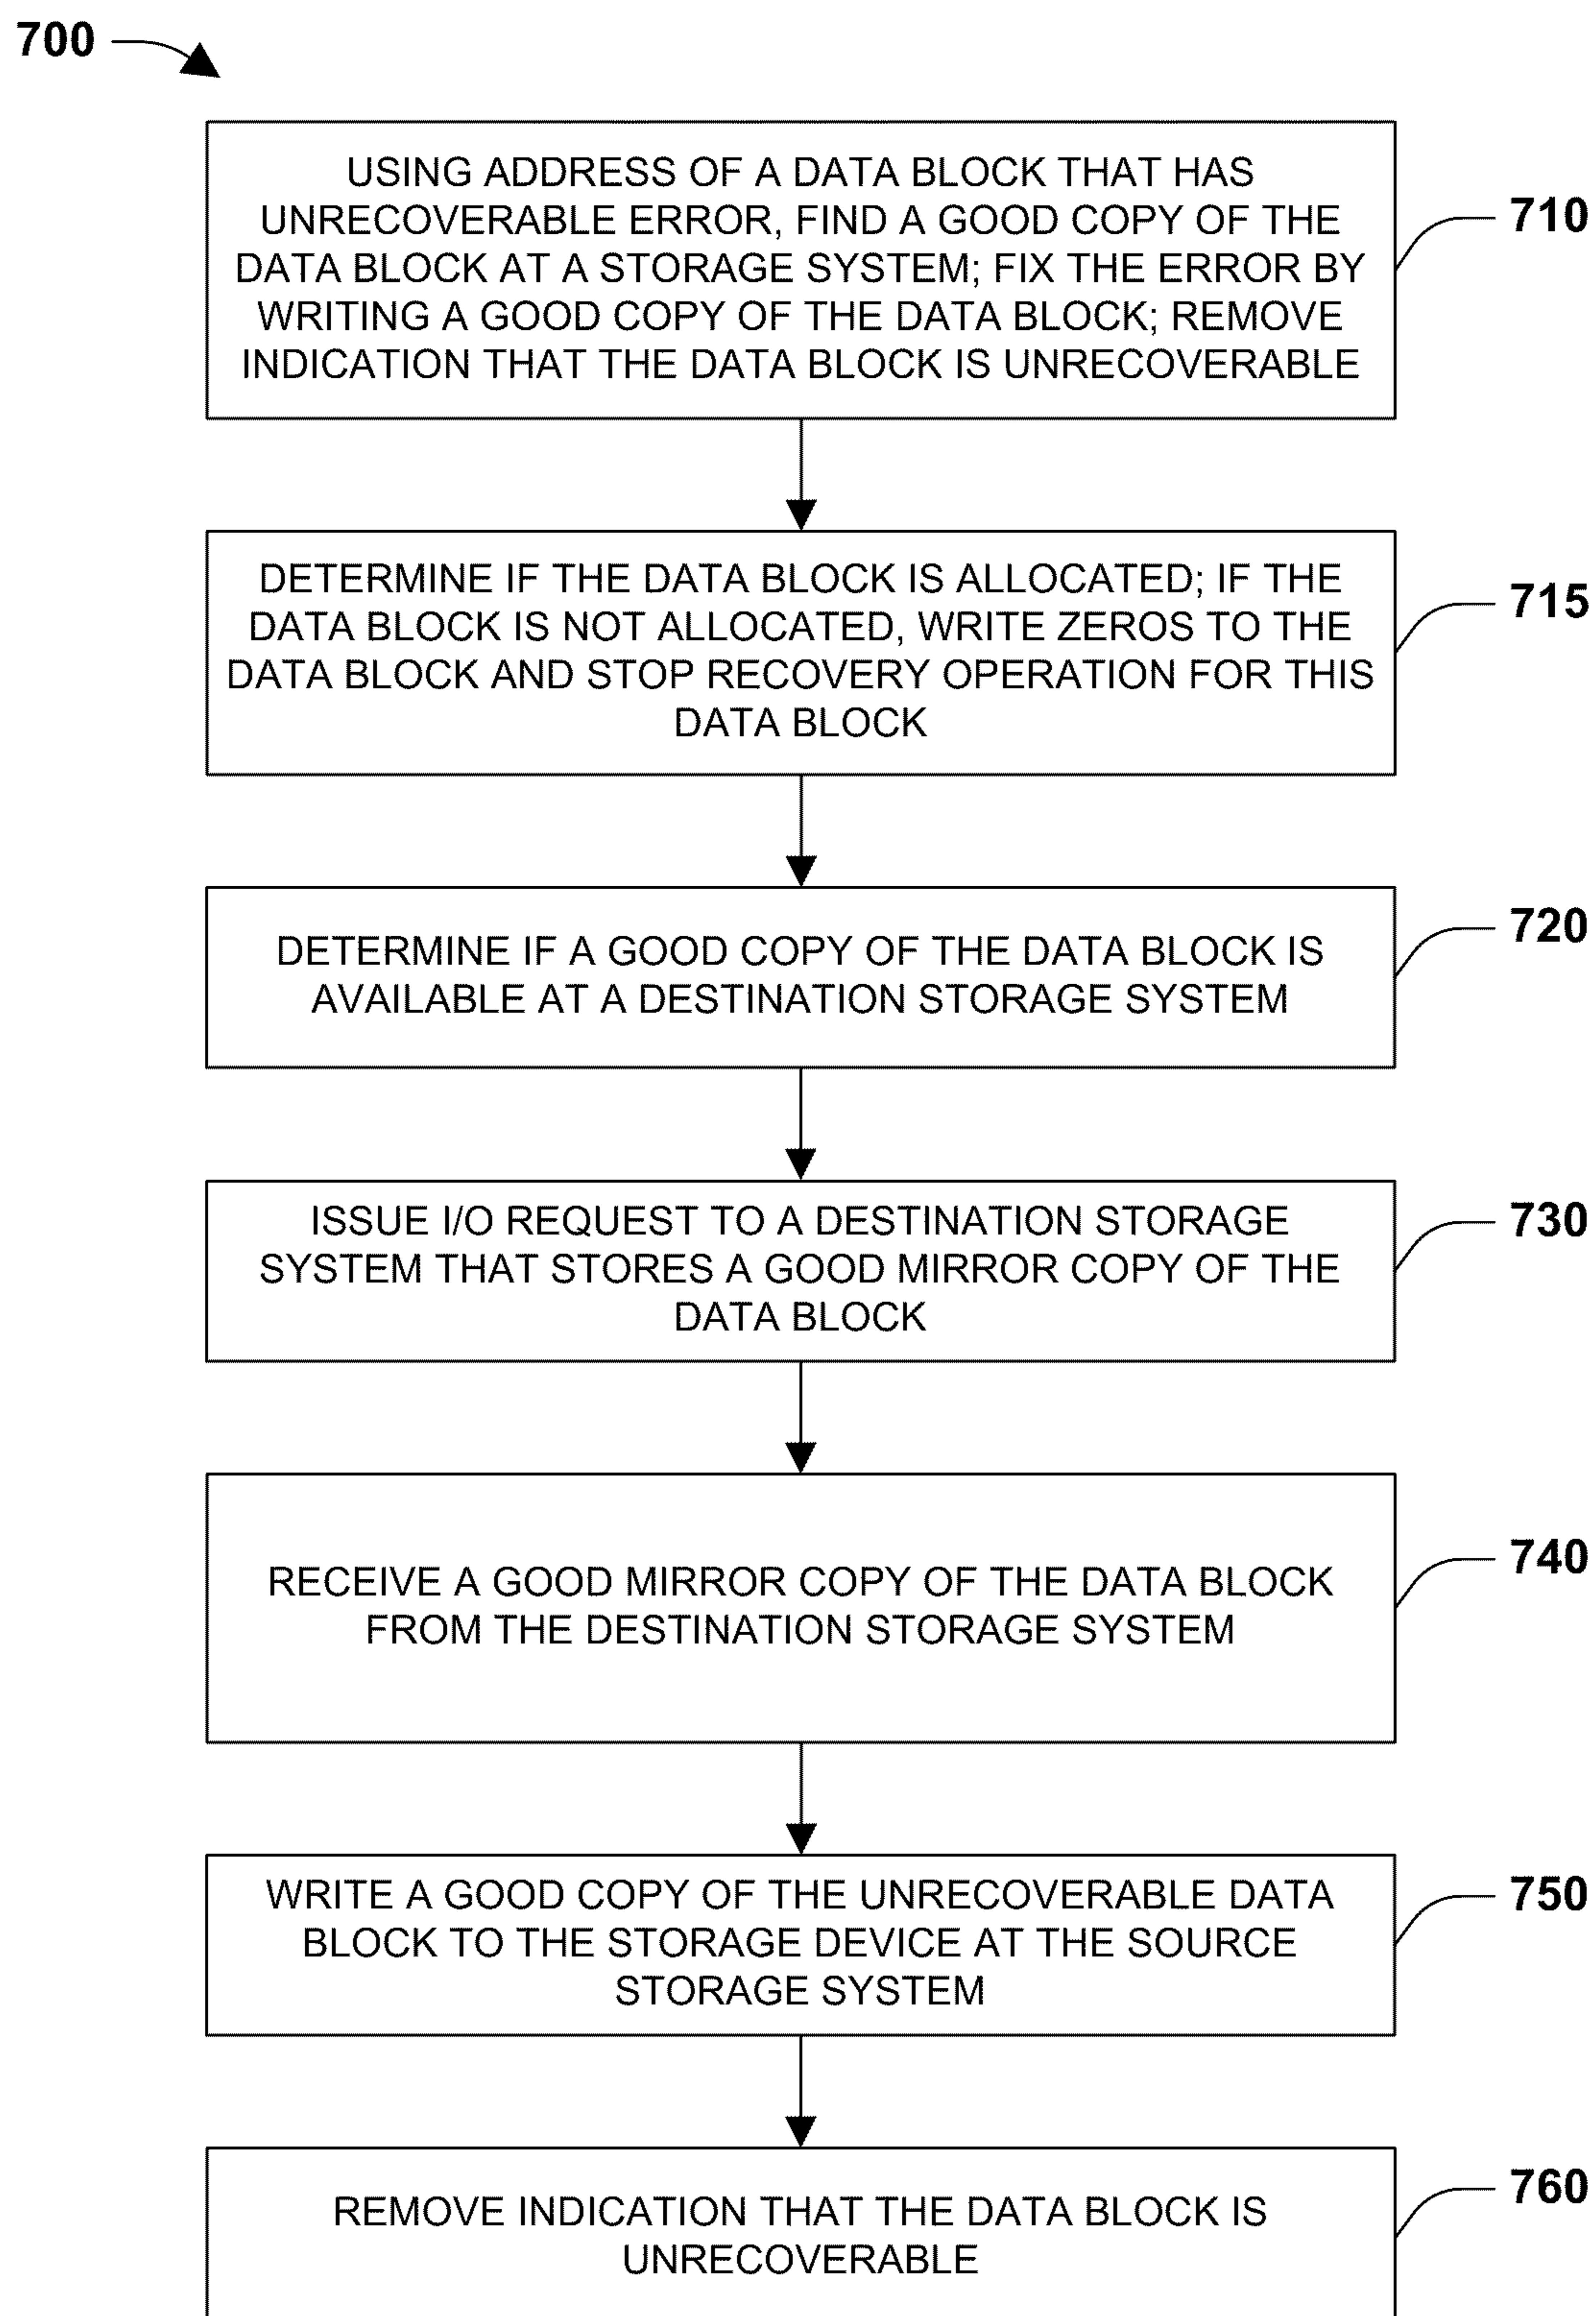 700
USING ADDRESS OF A DATA BLOCK THAT HAS
UNRECOVERABLE ERROR, FIND A GOOD COPY OF THE
DATA BLOCK AT A STORAGE SYSTEM; FIX THE ERROR BY
WRITING A GOOD COPY OF THE DATA BLOCK; REMOVE
INDICATION THAT THE DATA BLOCK IS UNRECOVERABLE
710
DETERMINE IF THE DATA BLOCK IS ALLOCATED; IF THE
DATA BLOCK IS NOT ALLOCATED, WRITE ZEROS TO THE
DATA BLOCK AND STOP RECOVERY OPERATION FOR THIS
DATA BLOCK
715
DETERMINE IF A GOOD COPY OF THE DATA BLOCK IS
AVAILABLE AT A DESTINATION STORAGE SYSTEM
720
ISSUE I/O REQUEST TO A DESTINATION STORAGE
SYSTEM THAT STORES A GOOD MIRROR COPY OF THE
DATA BLOCK
730
RECEIVE A GOOD MIRROR COPY OF THE DATA BLOCK
FROM THE DESTINATION STORAGE SYSTEM
740
WRITE A GOOD COPY OF THE UNRECOVERABLE DATA
BLOCK TO THE STORAGE DEVICE AT THE SOURCE
STORAGE SYSTEM
750
REMOVE INDICATION THAT THE DATA BLOCK IS
UNRECOVERABLE
760